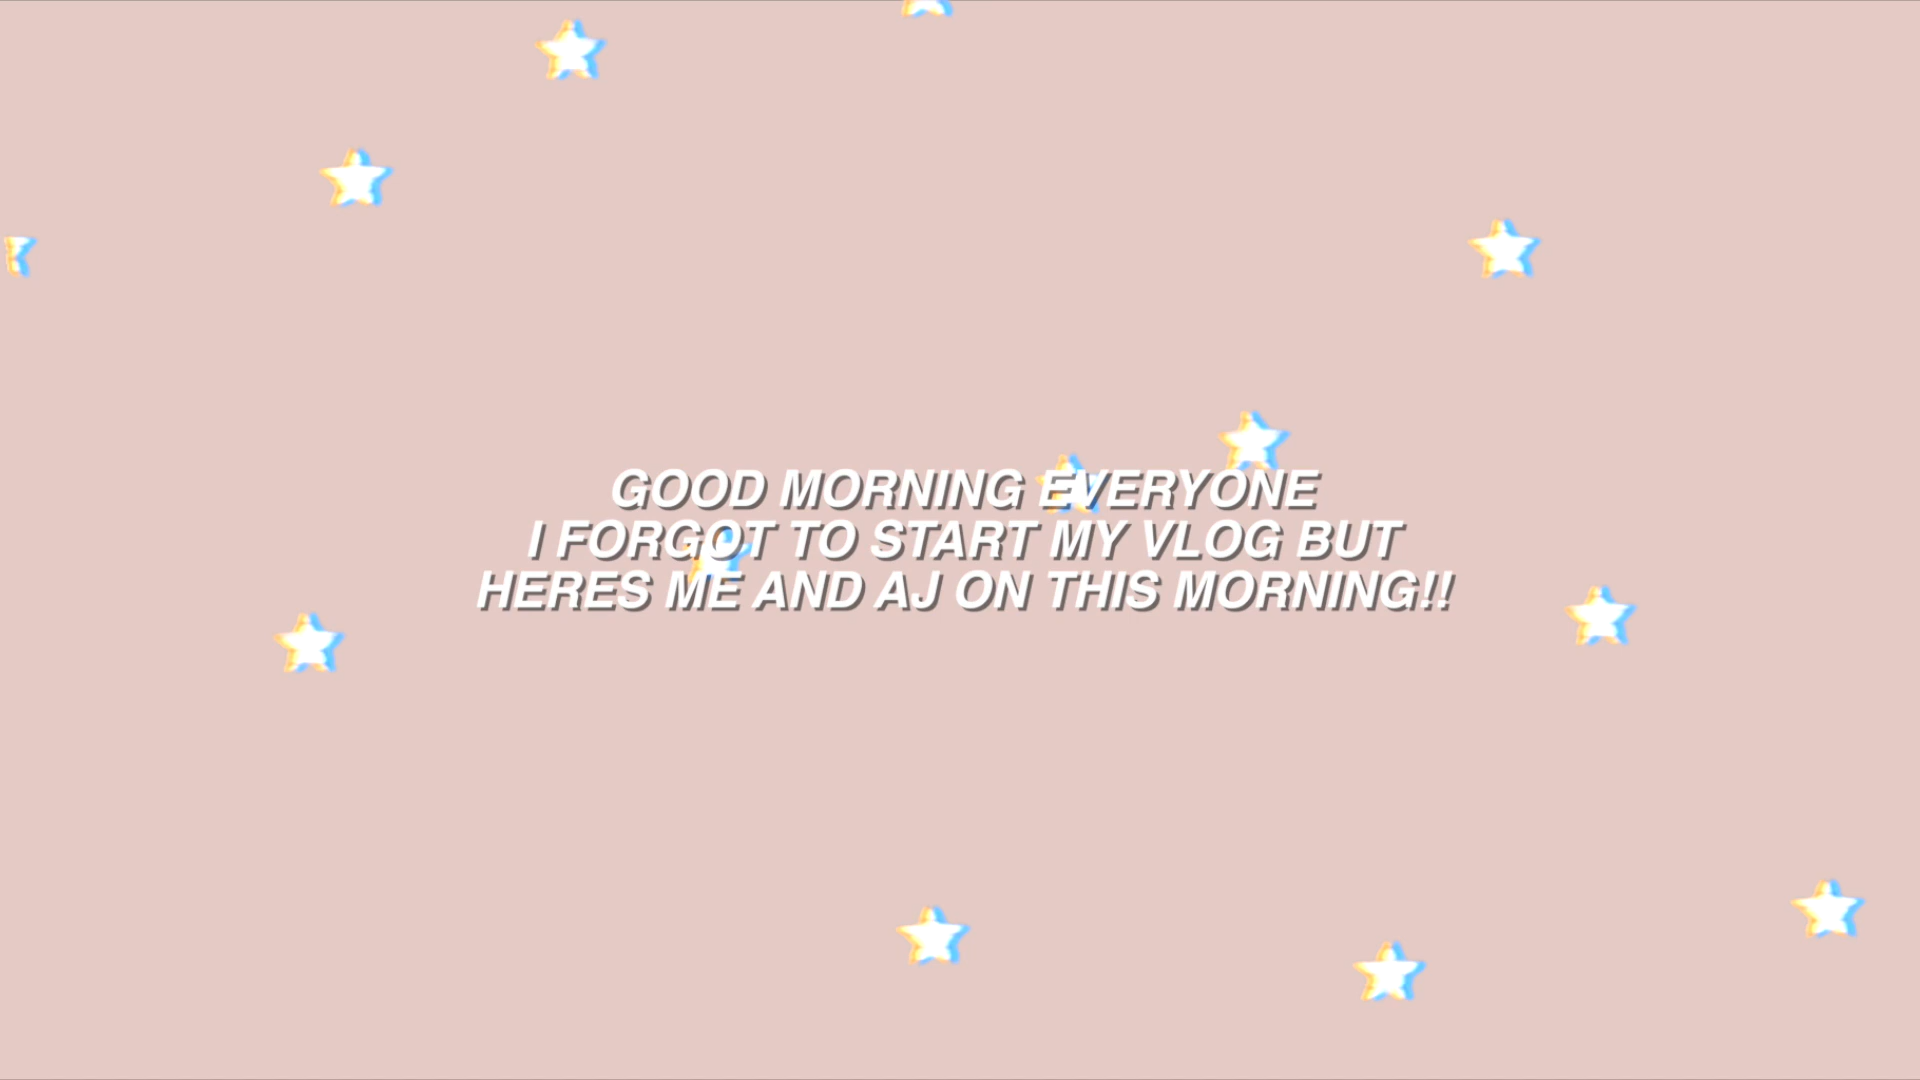 GOOD MORNING EVERYONE
I FORGOT TO START MY VLOG BUT
HERES ME AND AJ ON THIS MORNING!!